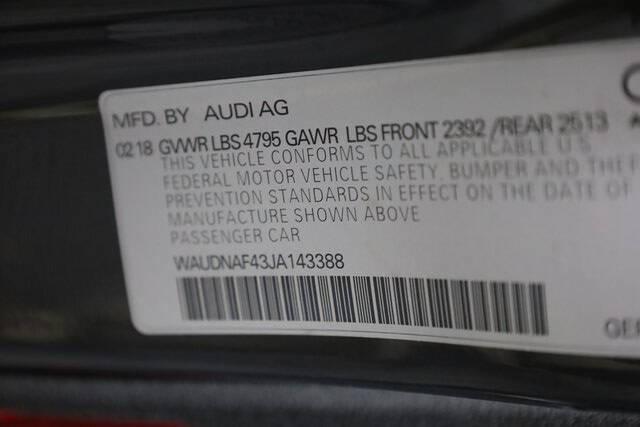 MFD. BY AUDI AG
02 18 GVWR LBS 4795 GAWR LBS FRONT 2392 /REAR 2513
THIS VEHICLE CONFORMS TO ALL APPLICABLE U.S.
FEDERAL MOTOR VEHICLE SAFETY, BUMPER AND THEF
PREVENTION STANDARDS IN EFFECT ON THE DATE OF
MANUFACTURE SHOWN ABOVE
PASSENGER CAR
WAUDNAF43JA143388
GE